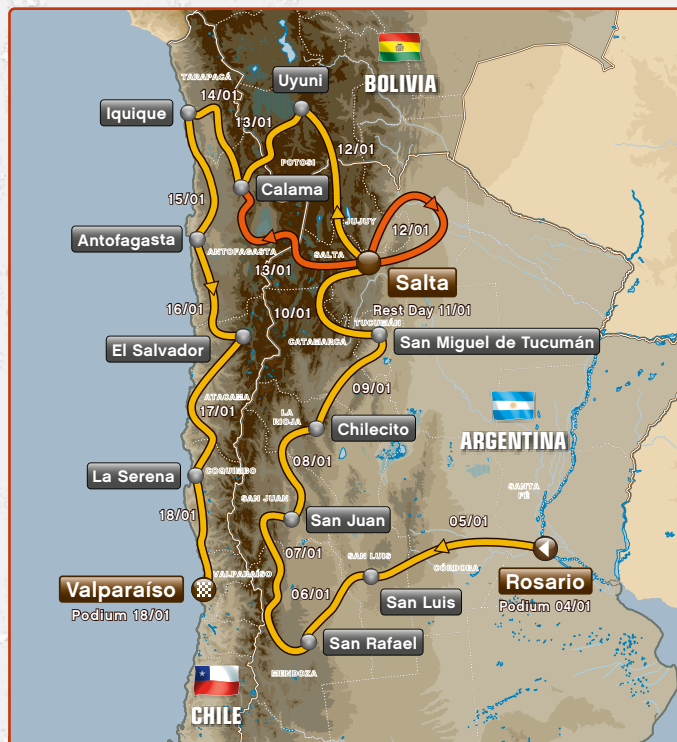 BOLIVIA
Uyuni
TARAPACÁ
14/01
Iquique
13/01
12/01
POTOSI
Calama
15/01
JUJUY
12/01
Antofagasta
ANTOFAGASTA
SALTA
13/01
Salta
Rest Day 11/01
16/01
10/01
TUCUMÁN
El Salvador
CATAMARCA
San Miguel de Tucumán
09/01
ATACAMA
17/01
LA
RIOJA
Chilecito
ARGENTINA
08/01
La Serena
COQUIMBO
SANTA
FÉ
SAN JUAN
18/01
San Juan
05/01
07/01
SAN LUIS
CÓRDOBA
VALPARAÍSO
Valparaíso
Podium 18/01
06/01
San Luis
Rosario
Podium 04/01
San Rafael
MENDOZA
CHILE